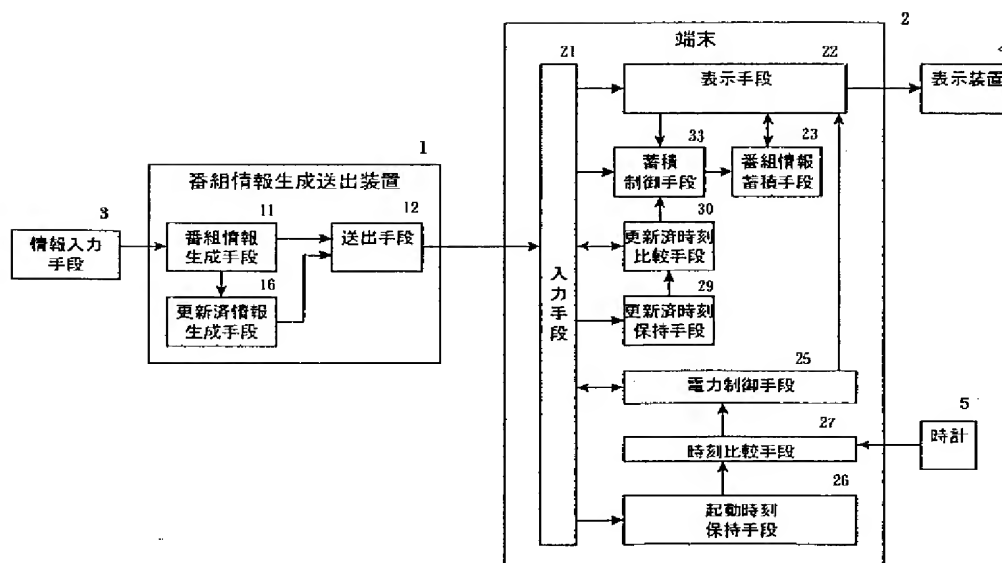 2
端末
21
22
4
表示手段
表示装置
33
23
1
蓄積
制御手段
番組情報
蓄積手段
番組情報生成送出装置
3
11
12
30
情報入力
手段
番組情報
生成手段
送出手段
更新済時刻
比較手段
入力手段
16
29
更新済情報
生成手段
更新済時刻
保持手段
25
電力制御手段
27
5
時刻比較手段
時計
26
起動時刻
保持手段